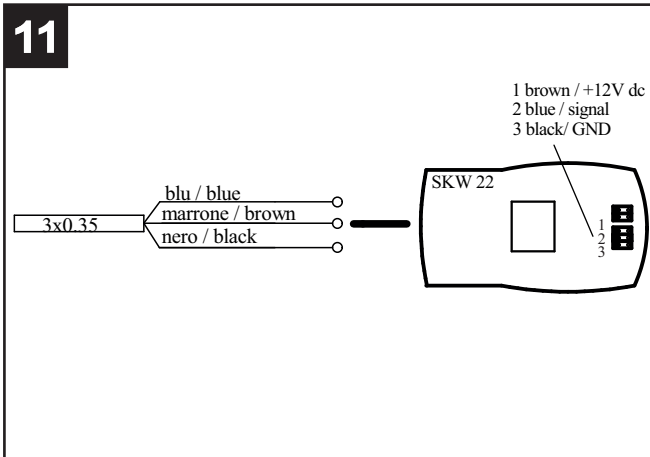 11
1 brown / +12V dc
2 blue / signal
3 black/ GND
SKW 22
blu / blue
marrone / brown
nero / black
3x0.35
1
2
3